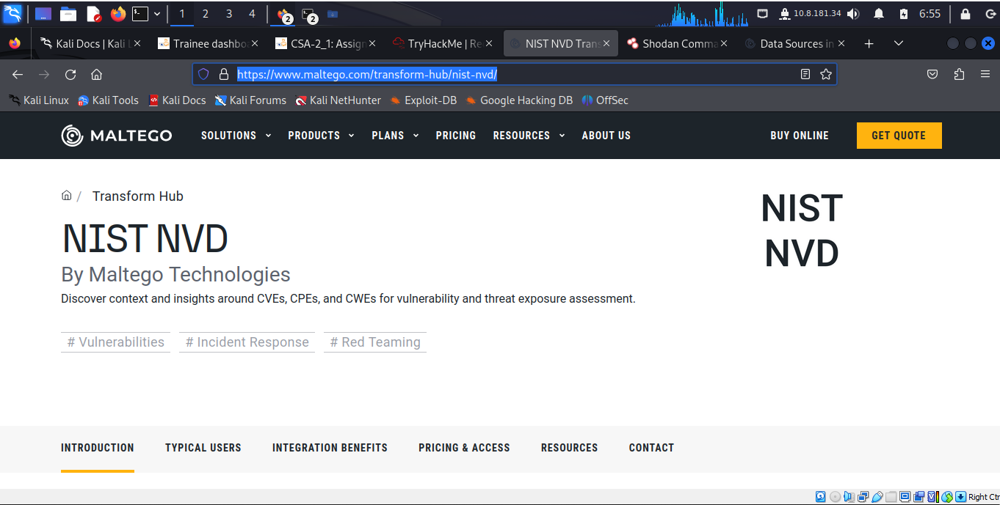 1 2 3 4 2 2 10.8.181.34 6:55
Kali Docs | Kali L Trainee dashbo CSA-2_1: Assign TryHackMe | Re NIST NVD Trans Shodan Comma Data Sources in
https://www.maltego.com/transform-hub/nist-nvd/
Kali Linux Kali Tools Kali Docs Kali Forums Kali NetHunter Exploit-DB Google Hacking DB OffSec
MALTEGO SOLUTIONS PRODUCTS PLANS PRICING RESOURCES ABOUT US BUY ONLINE GET QUOTE
/ Transform Hub
NIST NVD
By Maltego Technologies
Discover context and insights around CVEs, CPEs, and CWEs for vulnerability and threat exposure assessment.
# Vulnerabilities # Incident Response # Red Teaming
NIST
NVD
INTRODUCTION TYPICAL USERS INTEGRATION BENEFITS PRICING & ACCESS RESOURCES CONTACT
Right Ctr